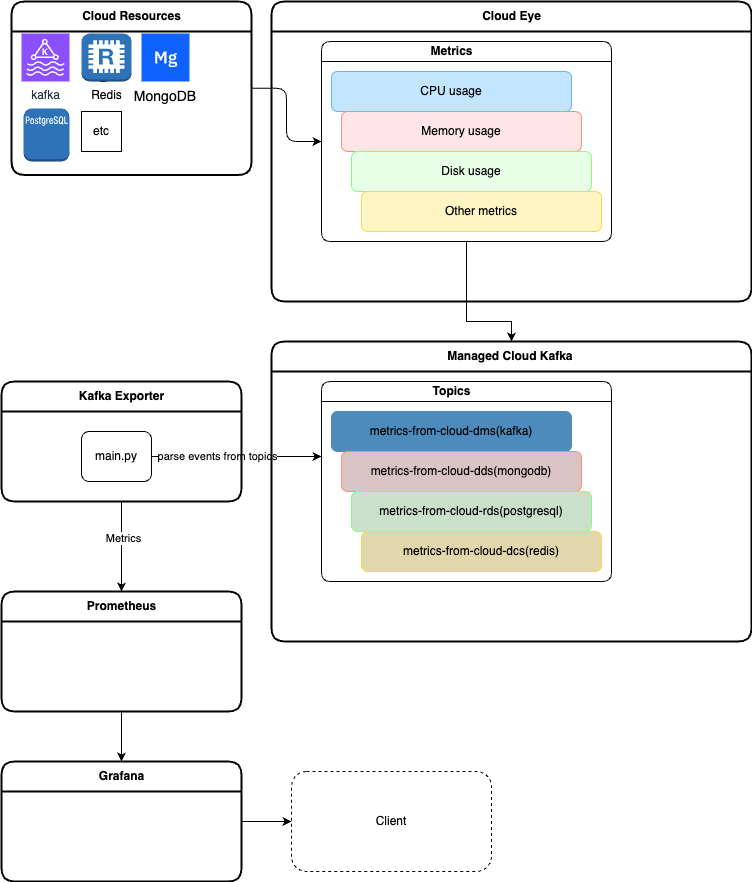 Cloud Resources
K
R
Mg
kafka
Redis
MongoDB
PostgreSQL
etc
Cloud Eye
Metrics
CPU usage
Memory usage
Disk usage
Other metrics
Managed Cloud Kafka
Topics
metrics-from-cloud-dms(kafka)
metrics-from-cloud-dds(mongodb)
metrics-from-cloud-rds(postgresql)
metrics-from-cloud-dcs(redis)
Kafka Exporter
main.py
parse events from topics
Metrics
Prometheus
Grafana
Client